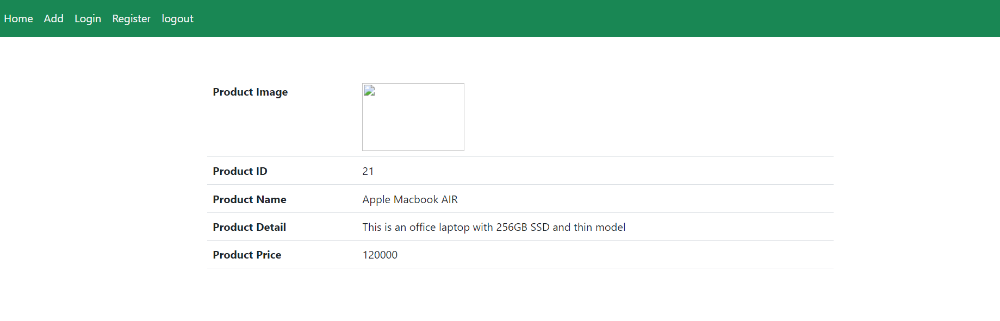 Home Add Login Register logout
Product Image
Product ID 21
Product Name Apple Macbook AIR
Product Detail This is an office laptop with 256GB SSD and thin model
Product Price 120000